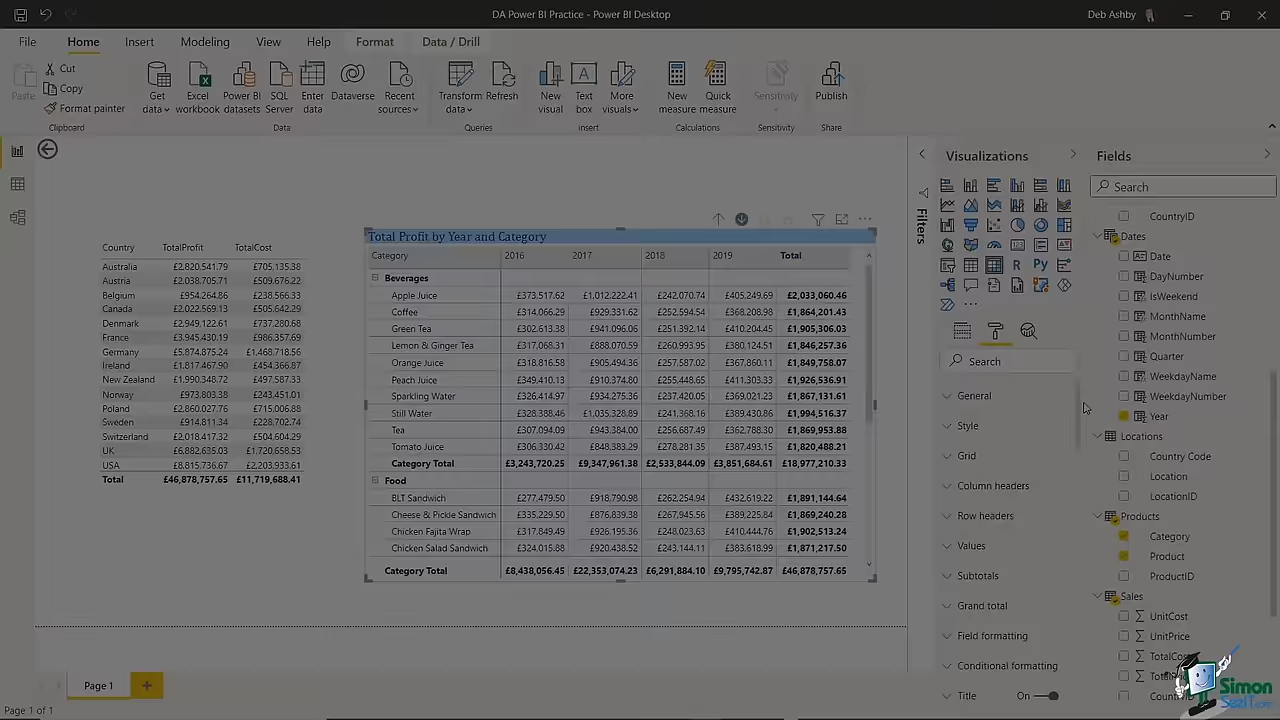 DA Power BI Practice - Power BI Desktop
Deb Ashby
File Home Insert Modeling View Help Format Data / Drill
Paste
Cut
Copy
Format painter
Clipboard
Get data
Excel workbook
Power BI datasets
SQL Server
Enter data
Dataverse
Recent sources
Data
Transform data
Refresh
Queries
New visual
Text box
More visuals
Insert
New measure
Quick measure
Calculations
Sensitivity
Sensitivity
Publish
Share
Country TotalProfit TotalCost
Australia £2,820,541.79 £705,135.38
Austria £2,038,705.71 £509,676.22
Belgium £954,264.86 £238,566.33
Canada £2,022,569.13 £505,642.29
Denmark £2,949,122.61 £737,280.68
France £3,945,430.19 £986,357.69
Germany £5,874,875.24 £1,468,718.56
Ireland £1,817,467.90 £454,366.87
New Zealand £1,990,348.72 £497,587.33
Norway £973,803.38 £243,451.01
Poland £2,860,027.76 £715,006.88
Sweden £914,811.34 £228,702.74
Switzerland £2,018,417.32 £504,604.29
UK £6,882,635.03 £1,720,658.53
USA £8,815,736.67 £2,203,933.61
Total £46,878,757.65 £11,719,688.41
Total Profit by Year and Category
Category 2016 2017 2018 2019 Total
Beverages
Apple Juice £373,517.62 £1,012,222.41 £242,070.74 £405,249.69 £2,033,060.46
Coffee £314,066.29 £929,331.62 £252,594.54 £368,208.98 £1,864,201.43
Green Tea £302,613.38 £941,096.06 £251,392.14 £410,204.45 £1,905,306.03
Lemon & Ginger Tea £317,068.31 £888,070.59 £260,993.95 £380,124.51 £1,846,257.36
Orange Juice £318,816.58 £905,494.36 £257,587.02 £367,860.11 £1,849,758.07
Peach Juice £349,410.13 £910,374.80 £255,448.65 £411,303.33 £1,926,536.91
Sparkling Water £326,414.97 £934,275.36 £237,420.05 £369,021.23 £1,867,131.61
Still Water £328,388.46 £1,035,328.89 £241,368.16 £389,430.86 £1,994,516.37
Tea £307,094.09 £943,384.00 £256,687.49 £362,788.30 £1,869,953.88
Tomato Juice £306,330.42 £848,383.29 £278,281.35 £387,493.15 £1,820,488.21
Category Total £3,243,720.25 £9,347,961.38 £2,533,844.09 £3,851,684.61 £18,977,210.33
Food
BLT Sandwich £277,479.50 £918,790.98 £262,254.94 £432,619.22 £1,891,144.64
Cheese & Pickle Sandwich £335,229.50 £876,839.38 £267,945.56 £389,225.84 £1,869,240.28
Chicken Fajita Wrap £317,849.49 £926,195.36 £248,023.63 £410,444.76 £1,902,513.24
Chicken Salad Sandwich £324,015.88 £920,438.52 £243,144.11 £383,618.99 £1,871,217.50
Category Total £8,438,056.45 £22,353,074.23 £6,291,884.10 £9,795,742.87 £46,878,757.65
Filters
Visualizations
Search
General
Style
Grid
Column headers
Row headers
Values
Subtotals
Grand total
Field formatting
Conditional formatting
Title On
Fields
Search
CountryID
Dates
Date
DayNumber
IsWeekend
MonthName
MonthNumber
Quarter
WeekdayName
WeekdayNumber
Year
Locations
Country Code
Location
LocationID
Products
Category
Product
ProductID
Sales
UnitCost
UnitPrice
Simon
SezIT.com
Page 1
Page 1 of 1